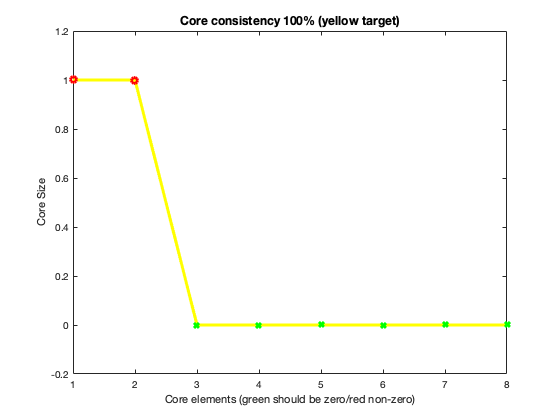 Core consistency 100% (yellow target)
1.2
1
0.8
0.6
0.4
0.2
0
-0.2
Core Size
1 2 3 4 5 6 7 8
Core elements (green should be zero/red non-zero)